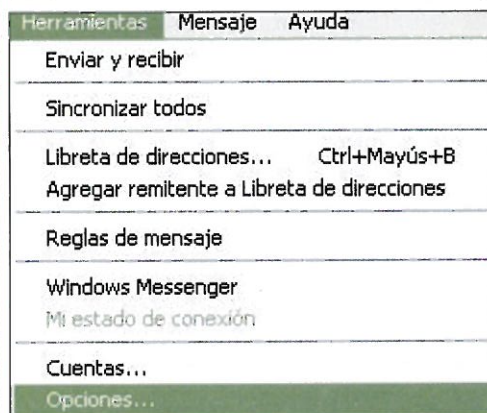 Herramientas Mensaje Ayuda
Enviar y recibir
Sincronizar todos
Libreta de direcciones... Ctrl+Mayús+B
Agregar remitente a Libreta de direcciones
Reglas de mensaje
Windows Messenger
Mi estado de conexión
Cuentas...
Opciones...